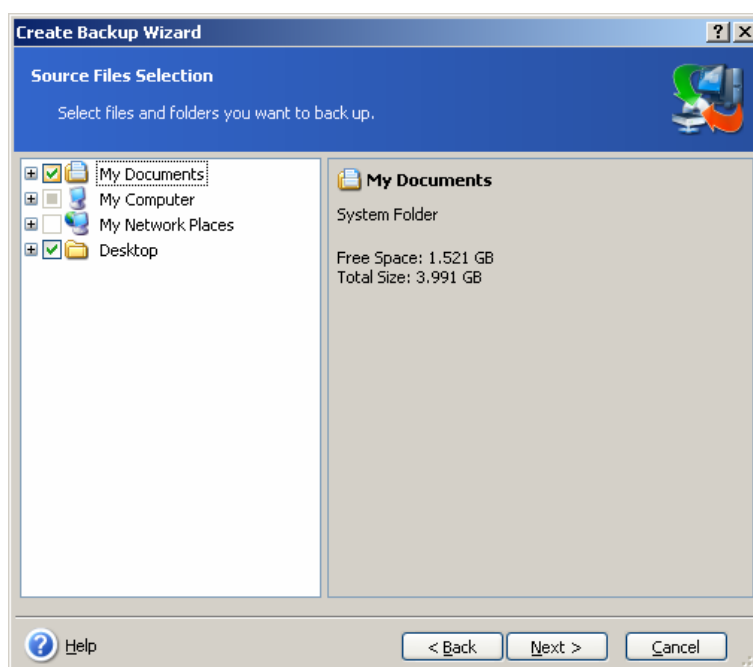 Create Backup Wizard
Source Files Selection
Select files and folders you want to back up.
My Documents
My Computer
My Network Places
Desktop
My Documents
System Folder
Free Space: 1.521 GB
Total Size: 3.991 GB
Help
< Back
Next >
Cancel